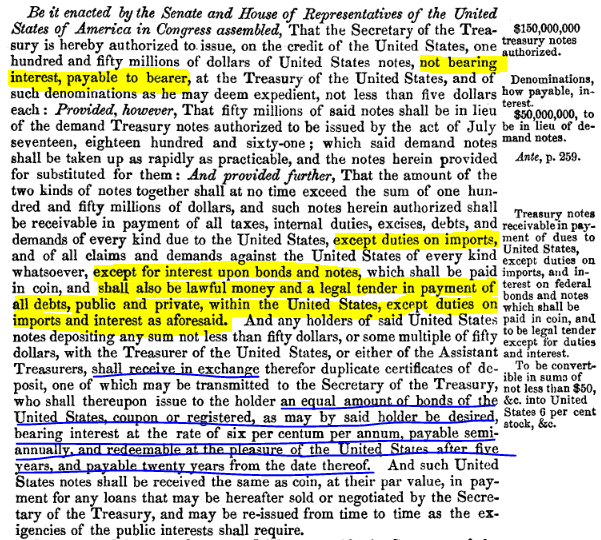 Be it enacted by the Senate and House of Representatives of the United
States of America in Congress assembled, That the Secretary of the Trea-
sury is hereby authorized to issue, on the credit of the United States, one
hundred and fifty millions of dollars of United States notes, not bearing
interest, payable to bearer, at the Treasury of the United States, and of
such denominations as he may deem expedient, not less than five dollars
each: Provided, however, That fifty millions of said notes shall be in lieu
of the demand Treasury notes authorized to be issued by the act of July
seventeen, eighteen hundred and sixty-one; which said demand notes
shall be taken up as rapidly as practicable, and the notes herein provided
for substituted for them: And provided further, That the amount of the
two kinds of notes together shall at no time exceed the sum of one hun-
dred and fifty millions of dollars, and such notes herein authorized shall
be receivable in payment of all taxes, internal duties, excises, debts, and
demands of every kind due to the United States, except duties on imports,
and of all claims and demands against the United States of every kind
whatsoever, except for interest upon bonds and notes, which shall be paid
in coin, and shall also be lawful money and a legal tender in payment of
all debts, public and private, within the United States, except duties on
imports and interest as aforesaid. And any holders of said United States
notes depositing any sum not less than fifty dollars, or some multiple of fifty
dollars, with the Treasurer of the United States, or either of the Assistant
Treasurers, shall receive in exchange therefor duplicate certificates of de-
posit, one of which may be transmitted to the Secretary of the Treasury,
who shall thereupon issue to the holder an equal amount of bonds of the
United States, coupon or registered, as may by said holder be desired,
bearing interest at the rate of six per centum per annum, payable semi-
annually, and redeemable at the pleasure of the United States after five
years, and payable twenty years from the date thereof. And such United
States notes shall be received the same as coin, at their par value, in pay-
ment for any loans that may be hereafter sold or negotiated by the Secre-
tary of the Treasury, and may be re-issued from time to time as the ex-
igencies of the public interests shall require.
$150,000,000
treasury notes
authorized.
Denominations,
how payable, in-
terest.
$50,000,000, to
be in lieu of de-
mand notes.
Ante, p. 259.
Treasury notes
receivable in pay-
ment of dues to
United States,
except duties on
imports, and in-
terest on federal
bonds and notes
which shall be
paid in coin, and
to be legal tender
except for duties
and interest.
To be convert-
ible in sums of
not less than $50,
&c. into United
States 6 per cent
stock, &c.